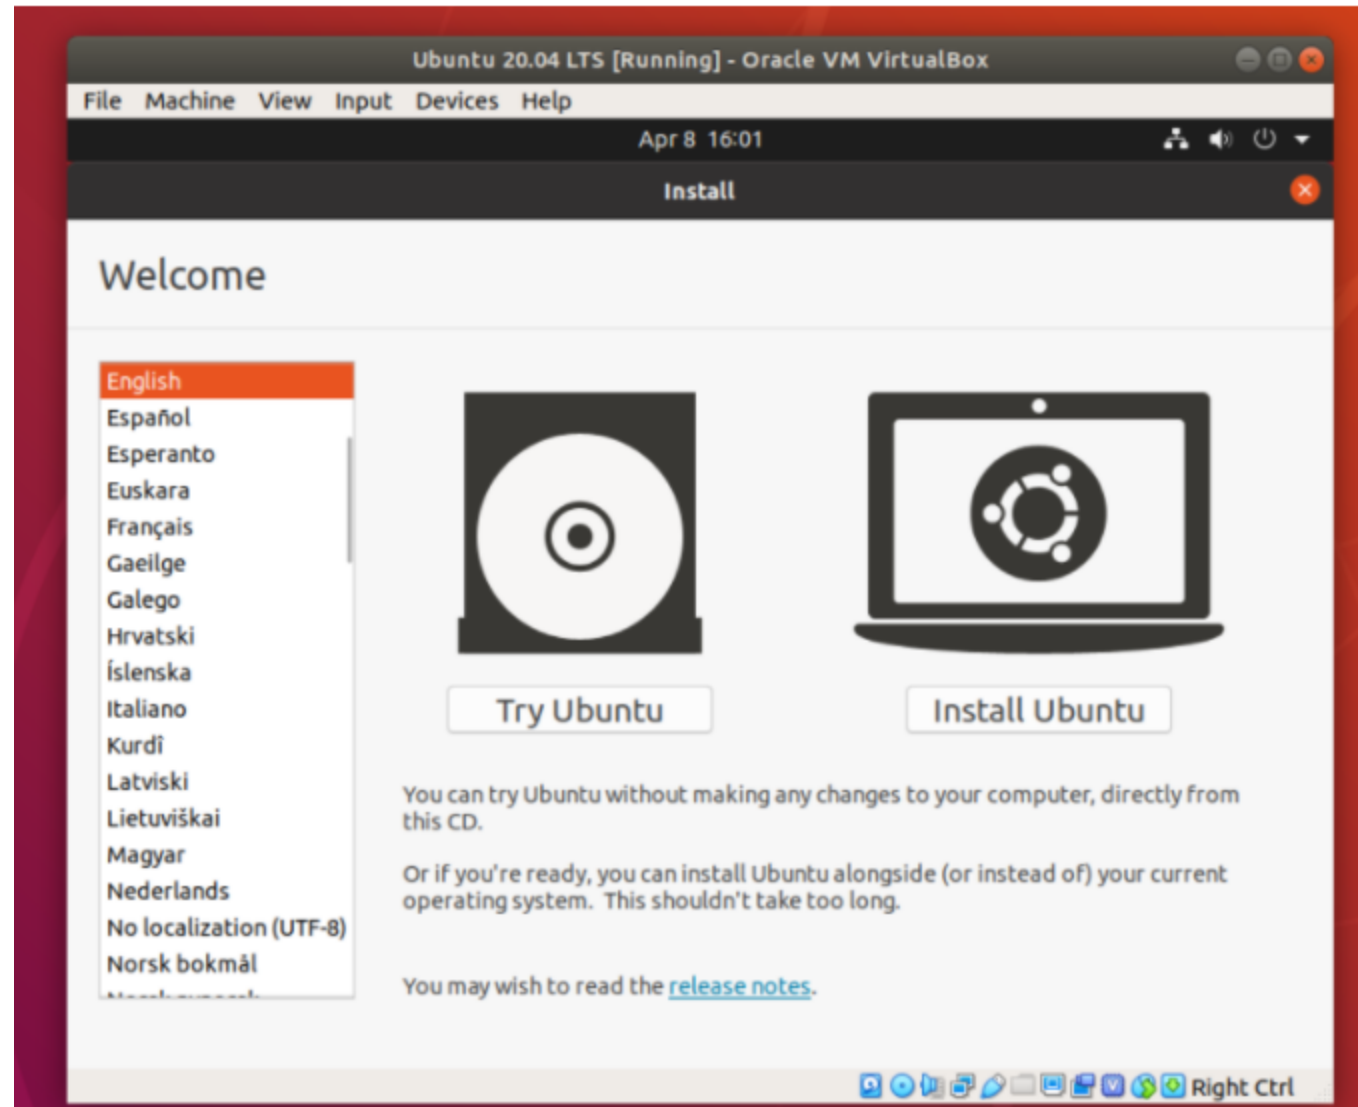 Ubuntu 20.04 LTS [Running] - Oracle VM VirtualBox
File Machine View Input Devices Help
Apr 8 16:01
Install
Welcome
English
Español
Esperanto
Euskara
Français
Gaeilge
Galego
Hrvatski
Íslenska
Italiano
Kurdî
Latviski
Lietuviškai
Magyar
Nederlands
No localization (UTF-8)
Norsk bokmål
Try Ubuntu
Install Ubuntu
You can try Ubuntu without making any changes to your computer, directly from
this CD.
Or if you're ready, you can install Ubuntu alongside (or instead of) your current
operating system. This shouldn't take too long.
You may wish to read the release notes.
Right Ctrl